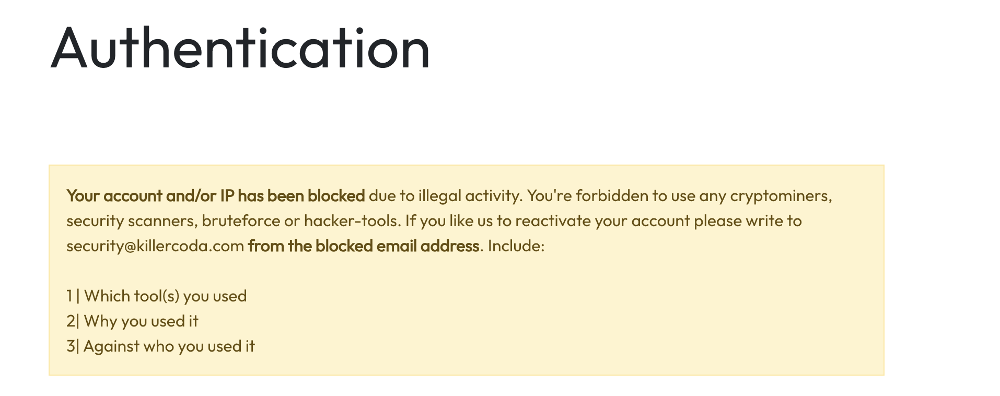 Authentication
Your account and/or IP has been blocked due to illegal activity. You're forbidden to use any cryptominers,
security scanners, bruteforce or hacker-tools. If you like us to reactivate your account please write to
security@killercoda.com from the blocked email address. Include:
1| Which tool(s) you used
2| Why you used it
3| Against who you used it